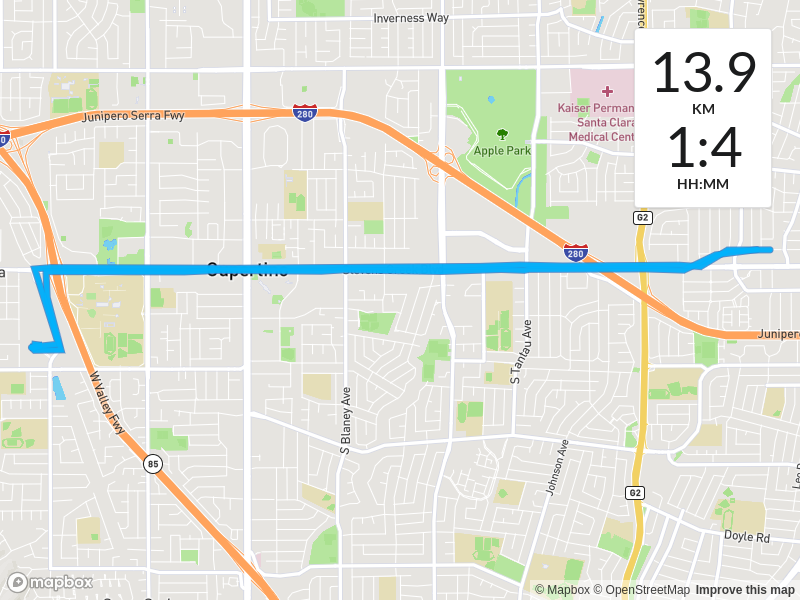 Inverness Way
13.9
KM
1:4
HH:MM
Junipero Serra Fwy
280
Kaiser Perman
Santa Clara
Medical Cent
Apple Park
G2
280
S Tantau Ave
Junipero
W Valley Fwy
S Blaney Ave
85
Johnson Ave
G2
Doyle Rd
mapbox
© Mapbox © OpenStreetMap Improve this map